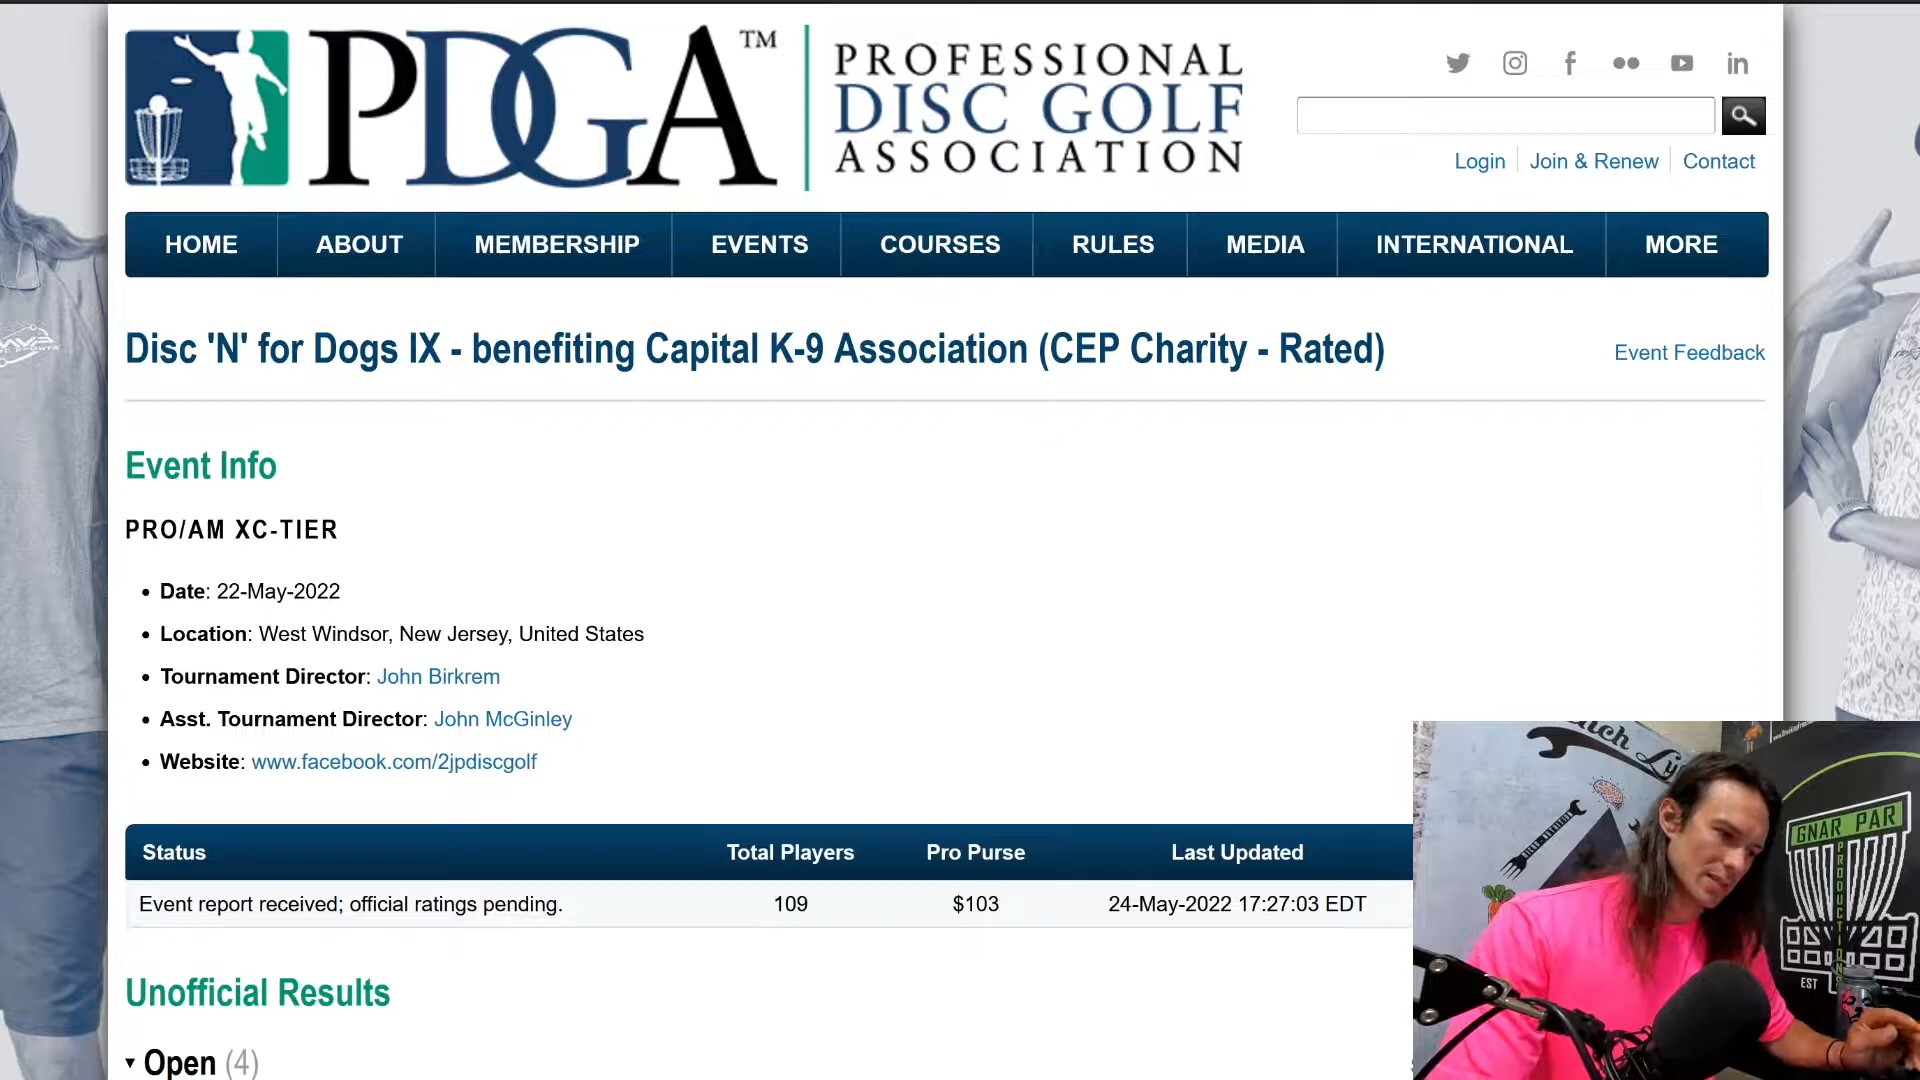 PDGA™
PROFESSIONAL
DISC GOLF
ASSOCIATION
Login Join & Renew Contact
HOME ABOUT MEMBERSHIP EVENTS COURSES RULES MEDIA INTERNATIONAL MORE
Disc 'N' for Dogs IX - benefiting Capital K-9 Association (CEP Charity - Rated)
Event Feedback
Event Info
PRO/AM XC-TIER
• Date: 22-May-2022
• Location: West Windsor, New Jersey, United States
• Tournament Director: John Birkrem
• Asst. Tournament Director: John McGinley
• Website: www.facebook.com/2jpdiscgolf
Status Total Players Pro Purse Last Updated
Event report received; official ratings pending. 109 $103 24-May-2022 17:27:03 EDT
Unofficial Results
Open (4)
GNAR PAR
PRODUCTIONS
EST